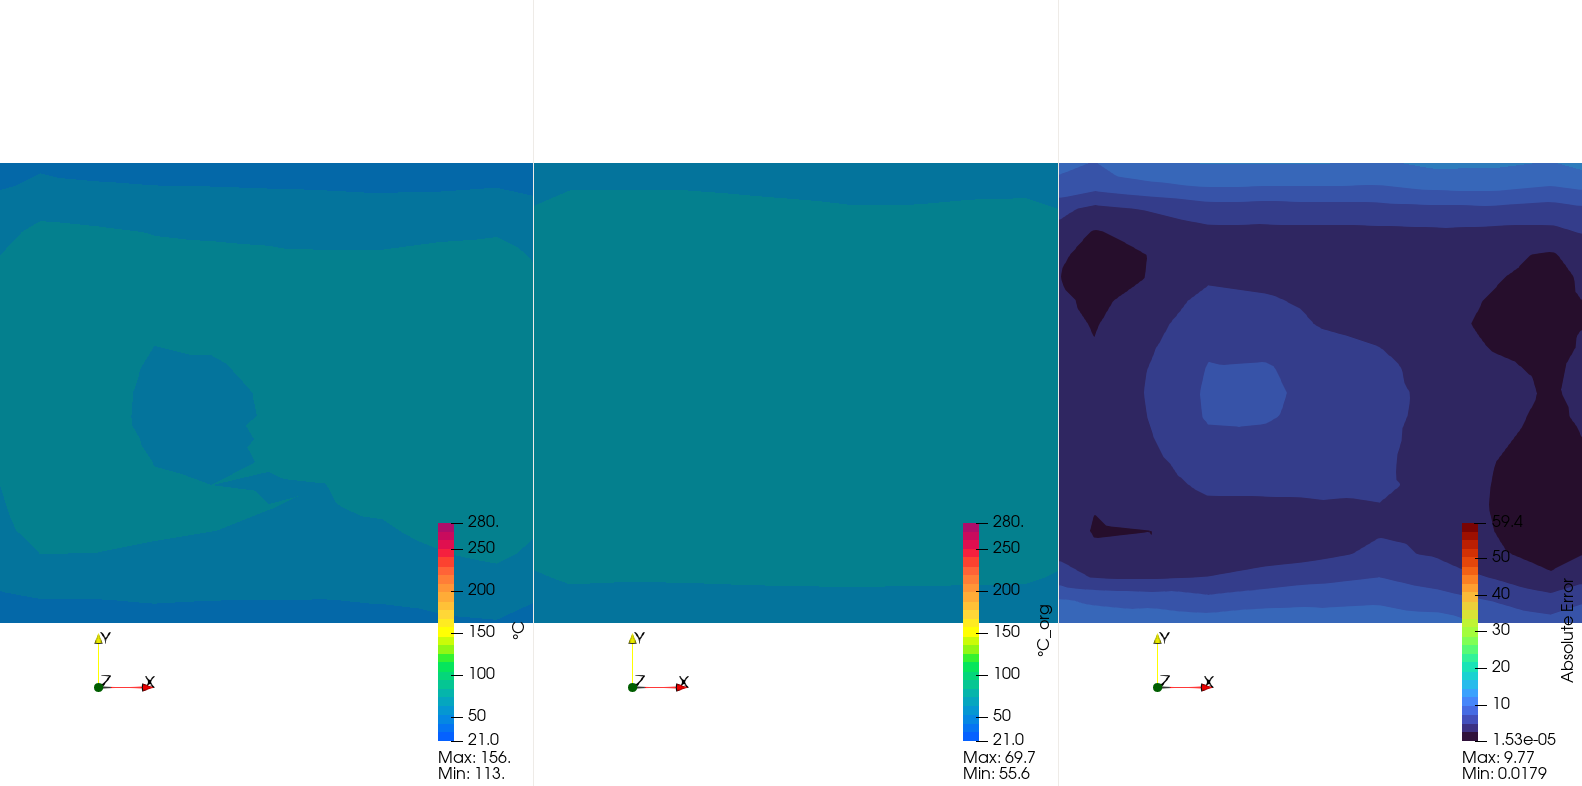 280.
250
200
150
100
50
21.0
°C
Max: 156.
Min: 113.
Y
Z
X
280.
250
200
150
100
50
21.0
°C_org
Max: 69.7
Min: 55.6
Y
Z
X
59.4
50
40
30
20
10
1.53e-05
Absolute Error
Max: 9.77
Min: 0.0179
Y
Z
X